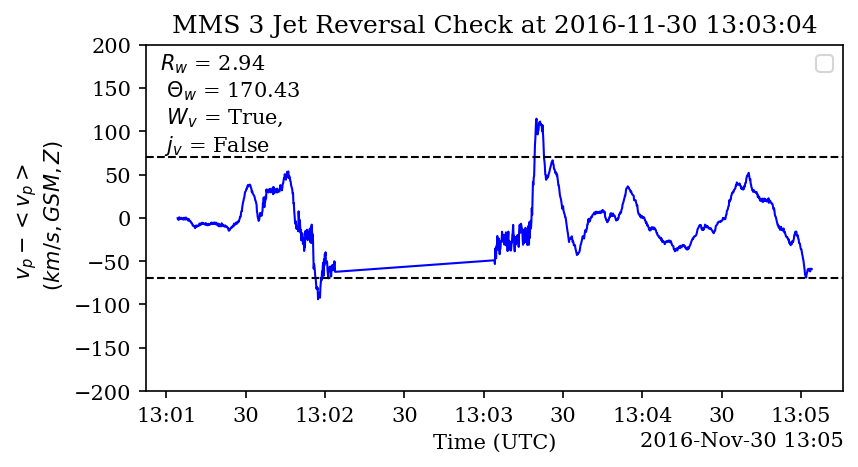 MMS 3 Jet Reversal Check at 2016-11-30 13:03:04
R_w = 2.94
Θ_w = 170.43
W_v = True,
j_v = False
200
150
100
50
0
−50
−100
−150
−200
v_p − < v_p >
(km/s, GSM, Z)
13:01 30 13:02 30 13:03 30 13:04 30 13:05
Time (UTC)
2016-Nov-30 13:05